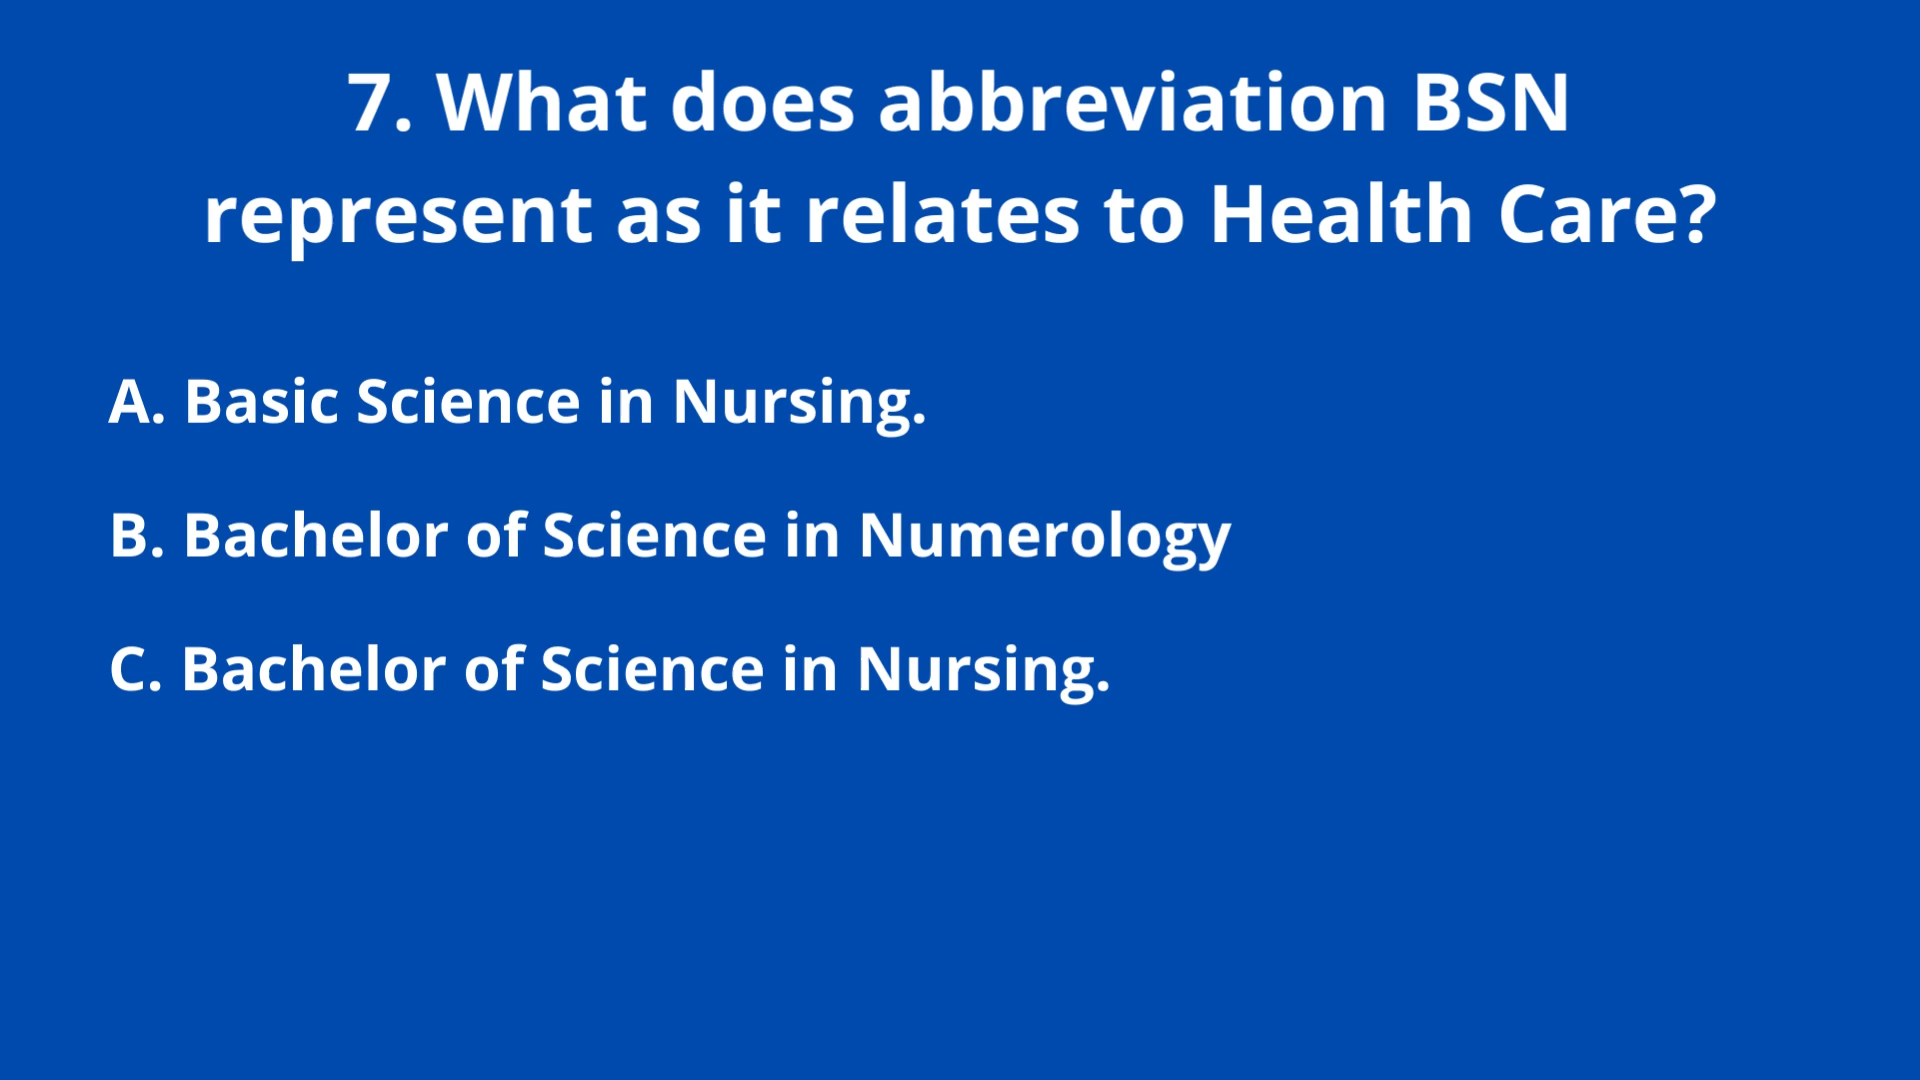 7. What does abbreviation BSN
represent as it relates to Health Care?
A. Basic Science in Nursing.
B. Bachelor of Science in Numerology
C. Bachelor of Science in Nursing.